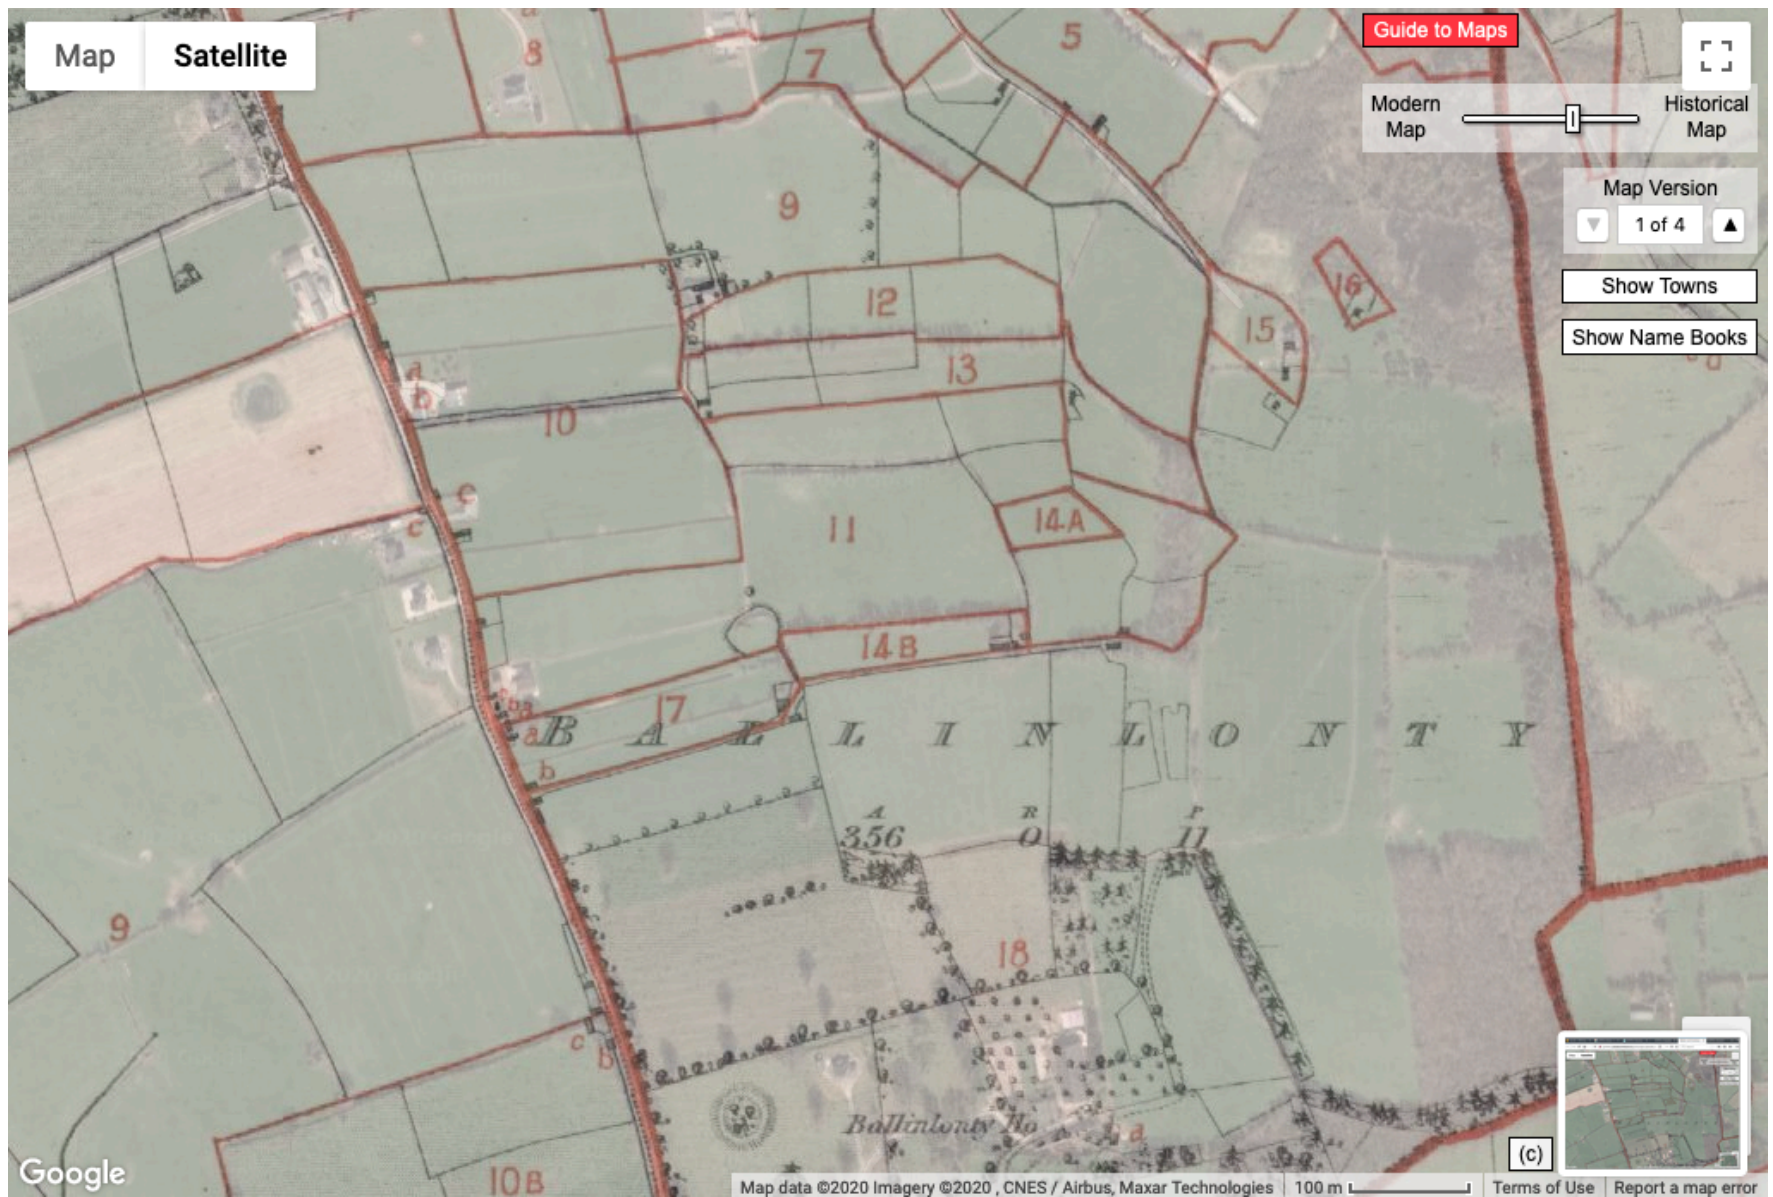 Map
Satellite
Guide to Maps
Modern Map
Historical Map
Map Version
1 of 4
Show Towns
Show Name Books
8
7
5
9
12
16
15
13
a
b
10
c
c
11
14A
14B
17
a
b
B A L L I N L O N T Y
A R P
356 0 11
9
18
c
b
Ballinlonty Ho
a
10B
(c)
Google
Map data ©2020 Imagery ©2020 , CNES / Airbus, Maxar Technologies
100 m
Terms of Use
Report a map error